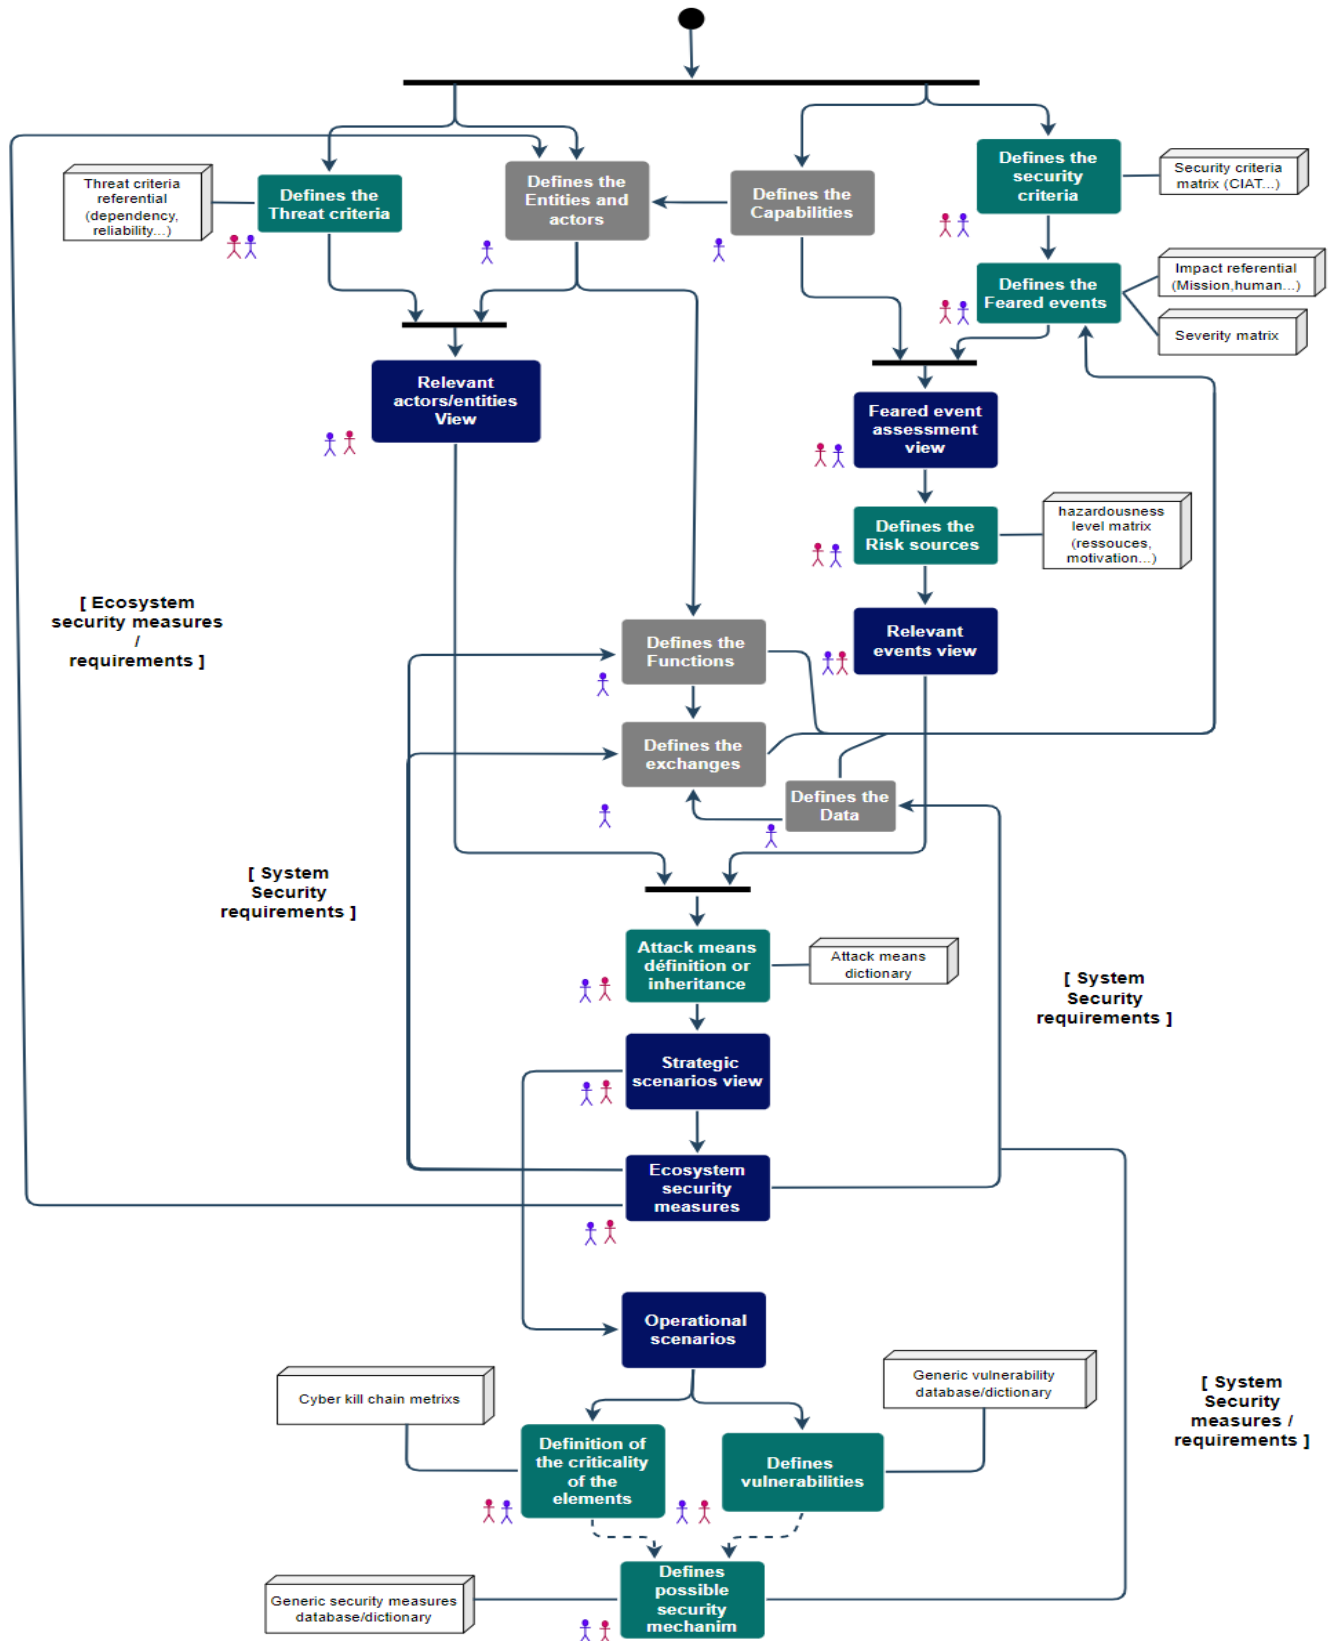 Defines the
security
criteria
Security criteria
matrix (CIAT...)
Threat criteria
referential
(dependency,
reliability...)
Defines the
Threat criteria
Defines the
Entities and
actors
Defines the
Capabilities
Impact referential
(Mission,human...)
Defines the
Feared events
Severity matrix
Relevant
actors/entities
View
Feared event
assessment
view
hazardousness
level matrix
(ressouces,
motivation...)
Defines the
Risk sources
[ Ecosystem
security measures
/
requirements ]
Defines the
Functions
Relevant
events view
Defines the
exchanges
Defines the
Data
[ System
Security
requirements ]
Attack means
définition or
inheritance
Attack means
dictionary
[ System
Security
requirements ]
Strategic
scenarios view
Ecosystem
security
measures
Operational
scenarios
Cyber kill chain metrixs
Generic vulnerability
database/dictionary
[ System
Security
measures /
requirements ]
Definition of
the criticality
of the
elements
Defines
vulnerabilities
Generic security measures
database/dictionary
Defines
possible
security
mechanim